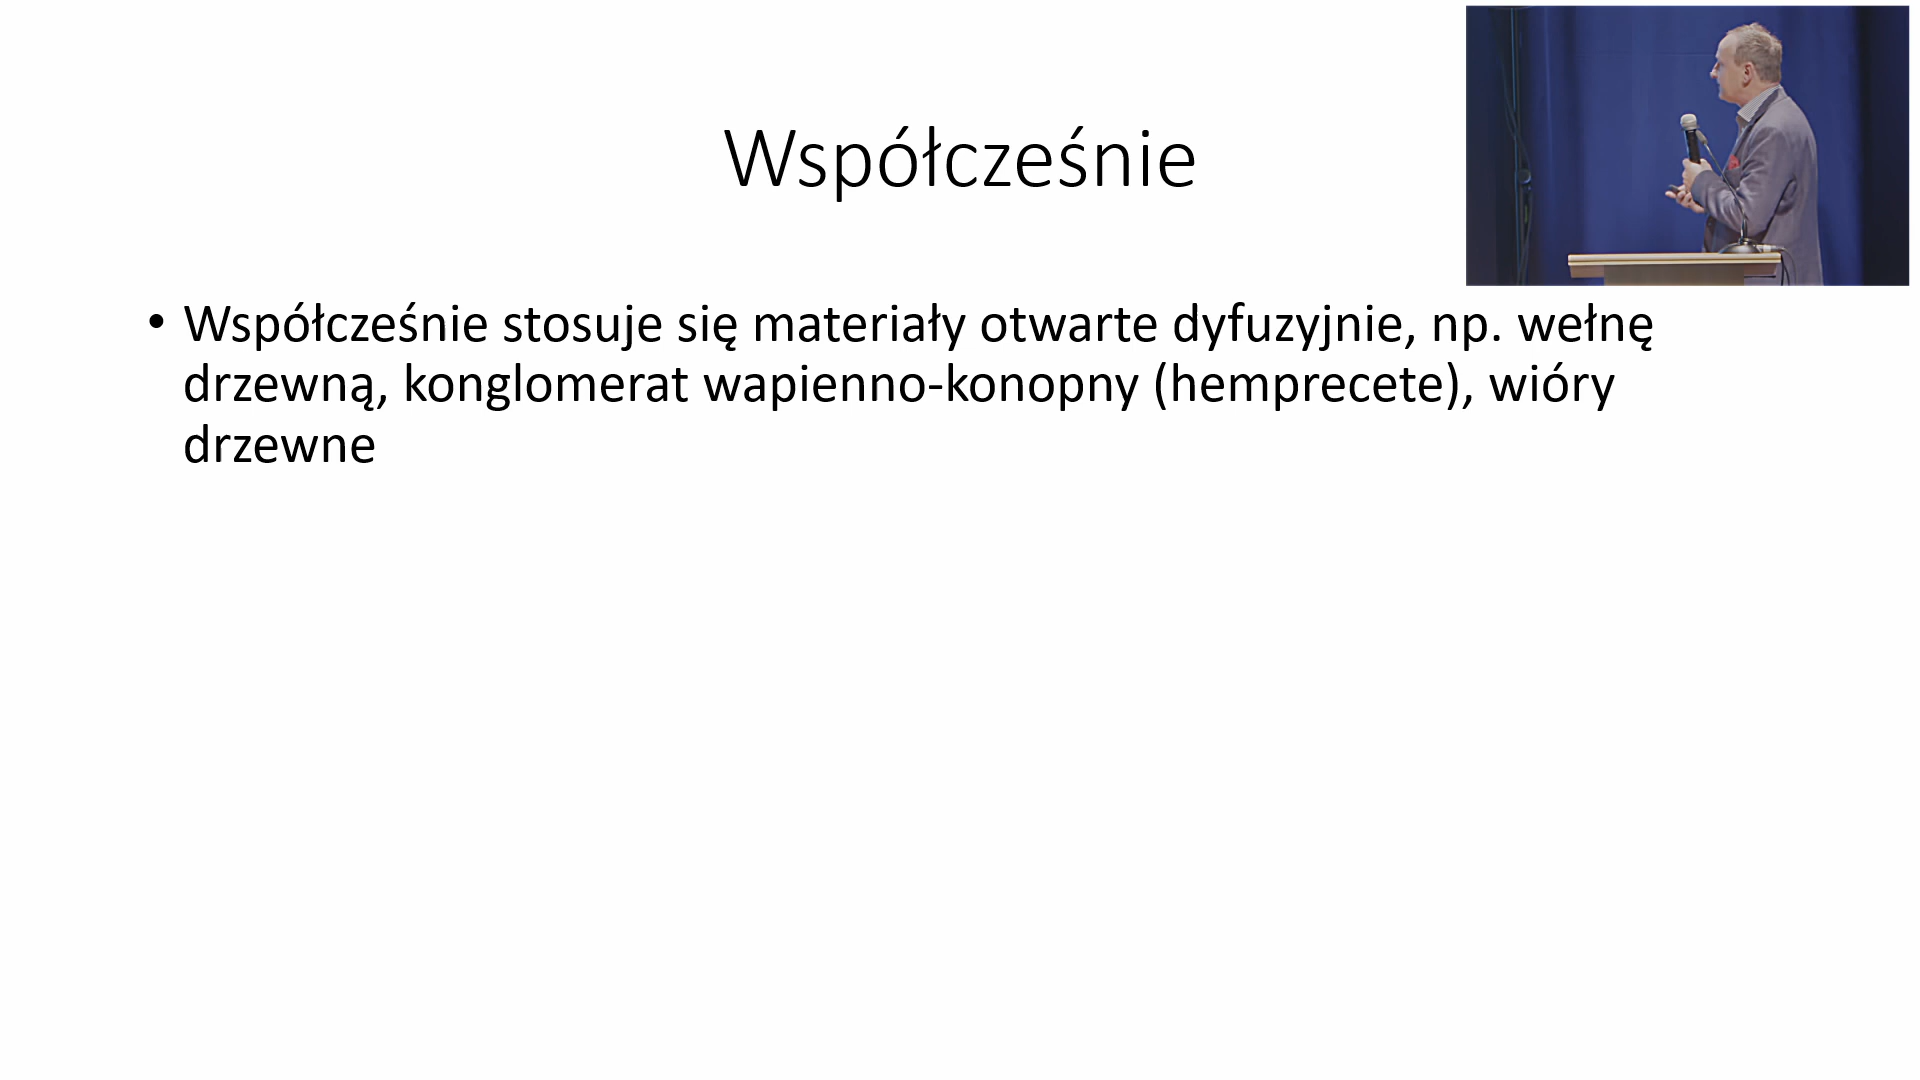 Współcześnie
• Współcześnie stosuje się materiały otwarte dyfuzyjnie, np. wełnę
drzewną, konglomerat wapienno-konopny (hemprecete), wióry
drzewne